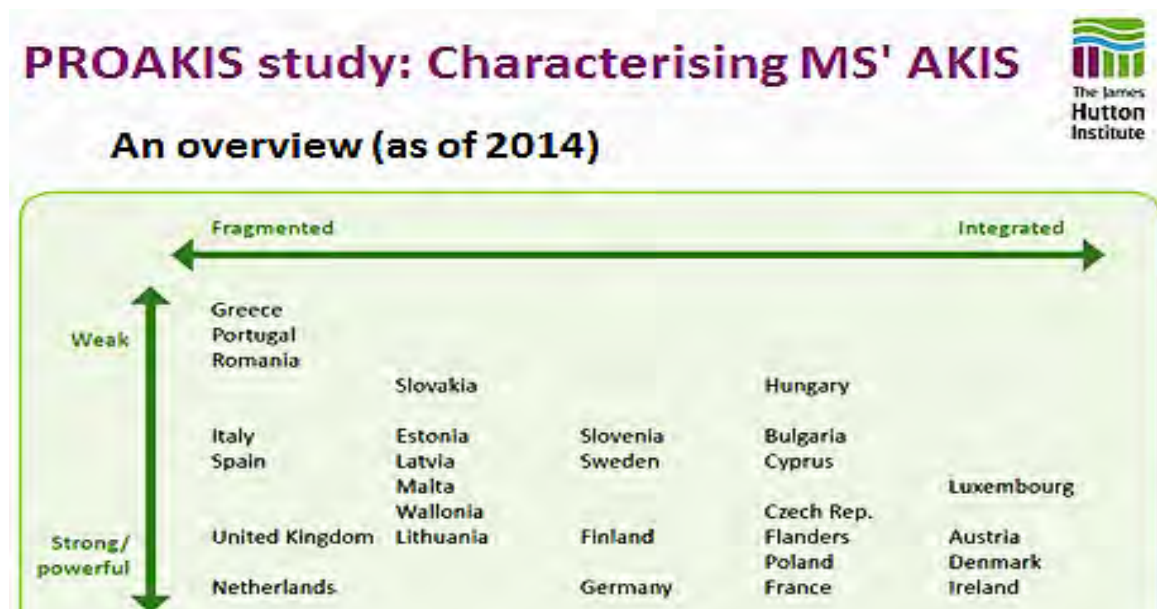 PROAKIS study: Characterising MS' AKIS
The James
Hutton
Institute
An overview (as of 2014)
Fragmented Integrated
Weak
Greece
Portugal
Romania
Slovakia Hungary
Italy Estonia Slovenia Bulgaria
Spain Latvia Sweden Cyprus
Malta Luxembourg
Wallonia Czech Rep.
Strong/
powerful
United Kingdom Lithuania Finland Flanders Austria
Poland Denmark
Netherlands Germany France Ireland